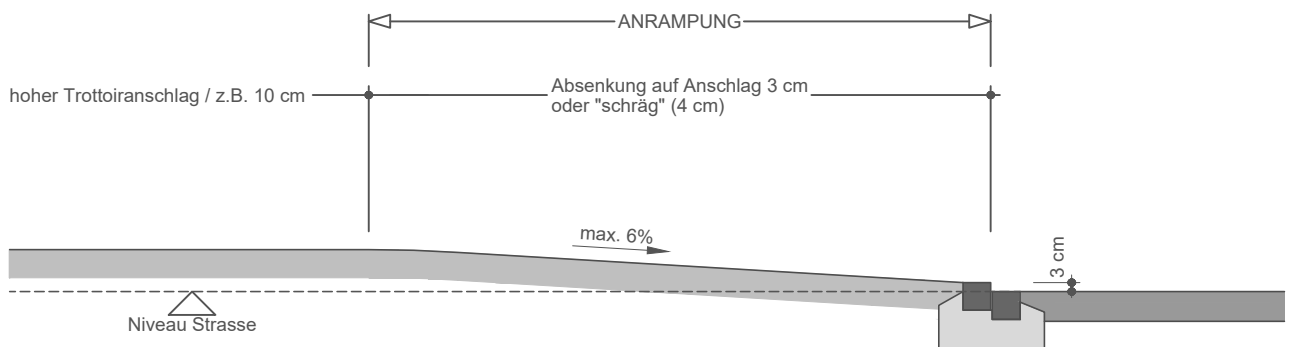 ANRAMPUNG
hoher Trottoiranschlag / z.B. 10 cm
Absenkung auf Anschlag 3 cm
oder "schräg" (4 cm)
max. 6%
3 cm
Niveau Strasse